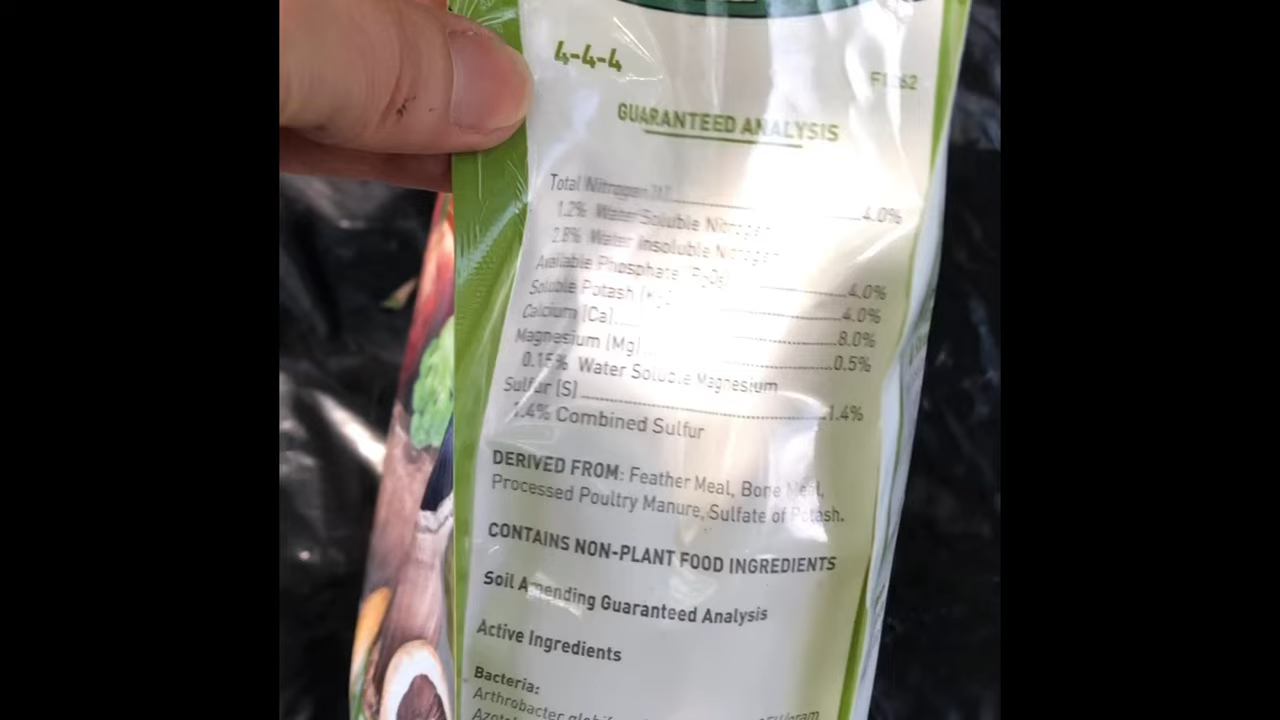 4-4-4
GUARANTEED ANALYSIS
Total Nitrogen (N) 4.0%
1.2% Water Soluble Nitrogen
2.8% Water Insoluble Nitrogen
Available Phosphate (P₂O₅) 4.0%
Soluble Potash 4.0%
Calcium (Ca) 8.0%
Magnesium (Mg) 0.5%
0.15% Water Soluble Magnesium
Sulfur (S) 1.4%
1.4% Combined Sulfur
DERIVED FROM: Feather Meal, Bone Meal,
Processed Poultry Manure, Sulfate of Potash.
CONTAINS NON-PLANT FOOD INGREDIENTS
Soil Amending Guaranteed Analysis
Active Ingredients
Bacteria:
Arthrobacter